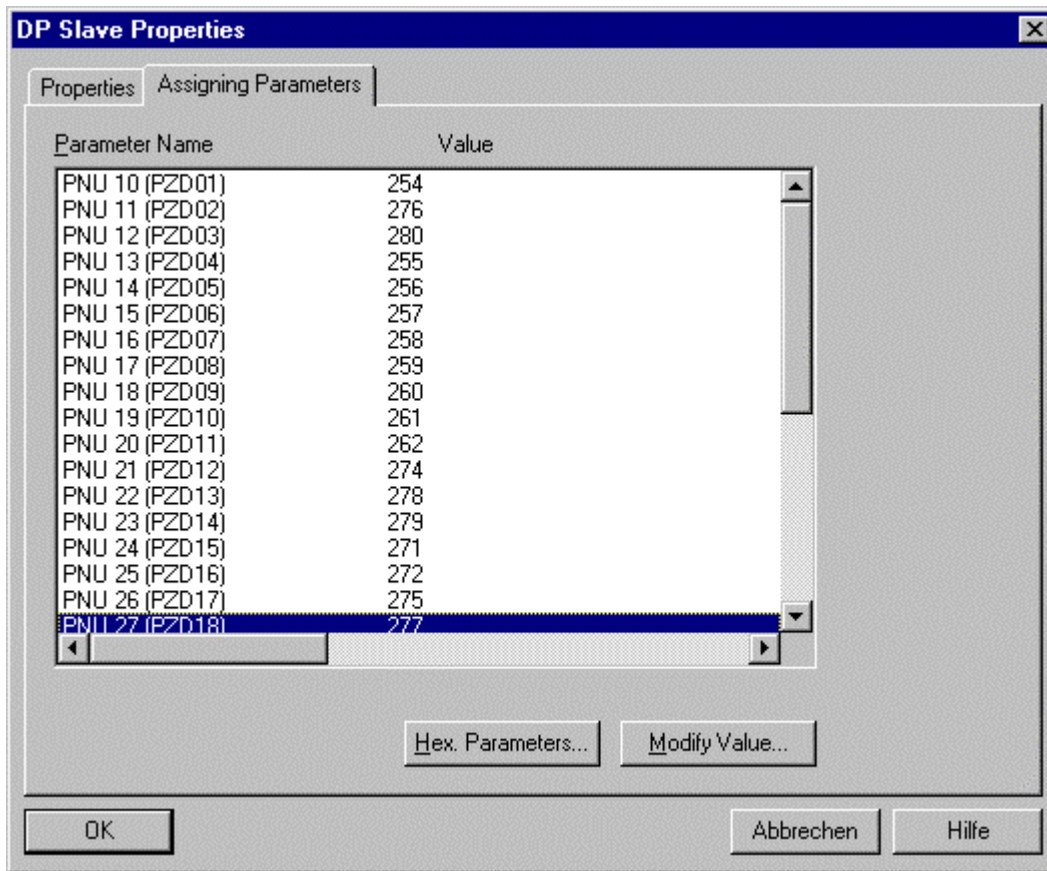 DP Slave Properties
Properties Assigning Parameters
Parameter Name Value
PNU 10 (PZD01) 254
PNU 11 (PZD02) 276
PNU 12 (PZD03) 280
PNU 13 (PZD04) 255
PNU 14 (PZD05) 256
PNU 15 (PZD06) 257
PNU 16 (PZD07) 258
PNU 17 (PZD08) 259
PNU 18 (PZD09) 260
PNU 19 (PZD10) 261
PNU 20 (PZD11) 262
PNU 21 (PZD12) 274
PNU 22 (PZD13) 278
PNU 23 (PZD14) 279
PNU 24 (PZD15) 271
PNU 25 (PZD16) 272
PNU 26 (PZD17) 275
PNU 27 (PZD18) 277
Hex. Parameters... Modify Value...
OK Abbrechen Hilfe